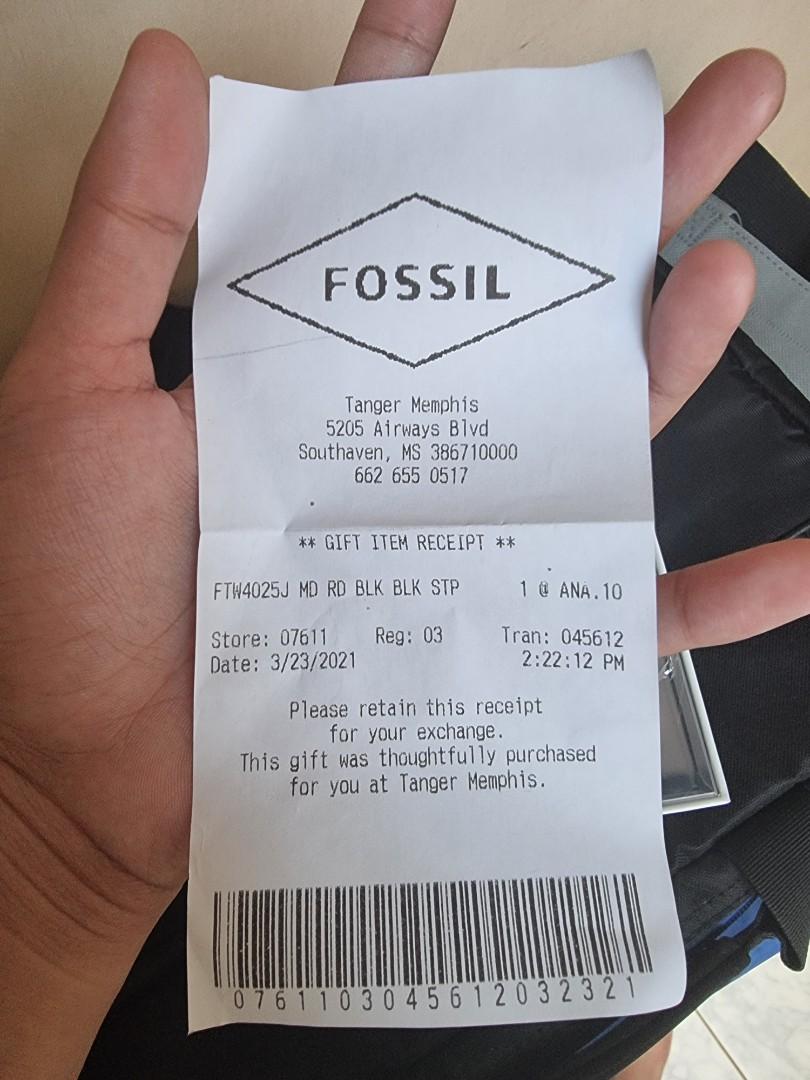 FOSSIL
Tanger Memphis
5205 Airways Blvd
Southaven, MS 386710000
662 655 0517
** GIFT ITEM RECEIPT **
FTW4025J MD RD BLK BLK STP 1 @ ANA.10
Store: 07611 Reg: 03 Tran: 045612
Date: 3/23/2021 2:22:12 PM
Please retain this receipt
for your exchange.
This gift was thoughtfully purchased
for you at Tanger Memphis.
0761103045612032321